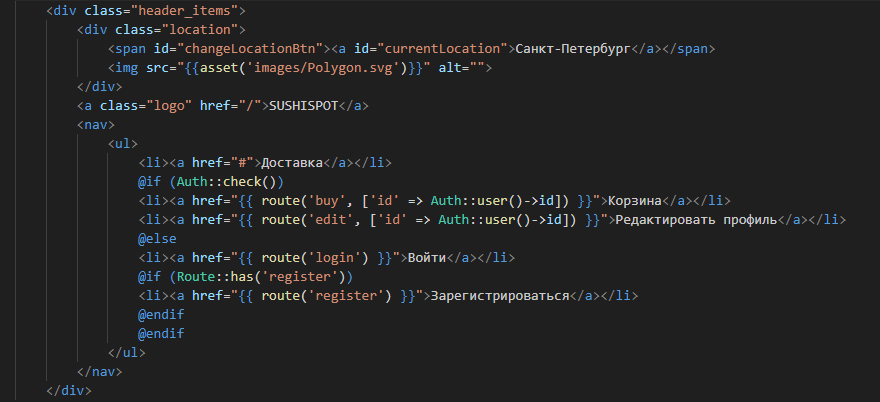 <div class="header_items">
<div class="location">
<span id="changeLocationBtn"><a id="currentLocation">Санкт-Петербург</a></span>
<img src="{{asset('images/Polygon.svg')}}" alt="">
</div>
<a class="logo" href="/">SUSHISPOT</a>
<nav>
<ul>
<li><a href="#">Доставка</a></li>
@if (Auth::check())
<li><a href="{{ route('buy', ['id' => Auth::user()->id]) }}">Корзина</a></li>
<li><a href="{{ route('edit', ['id' => Auth::user()->id]) }}">Редактировать профиль</a></li>
@else
<li><a href="{{ route('login') }}">Войти</a></li>
@if (Route::has('register'))
<li><a href="{{ route('register') }}">Зарегистрироваться</a></li>
@endif
@endif
</ul>
</nav>
</div>